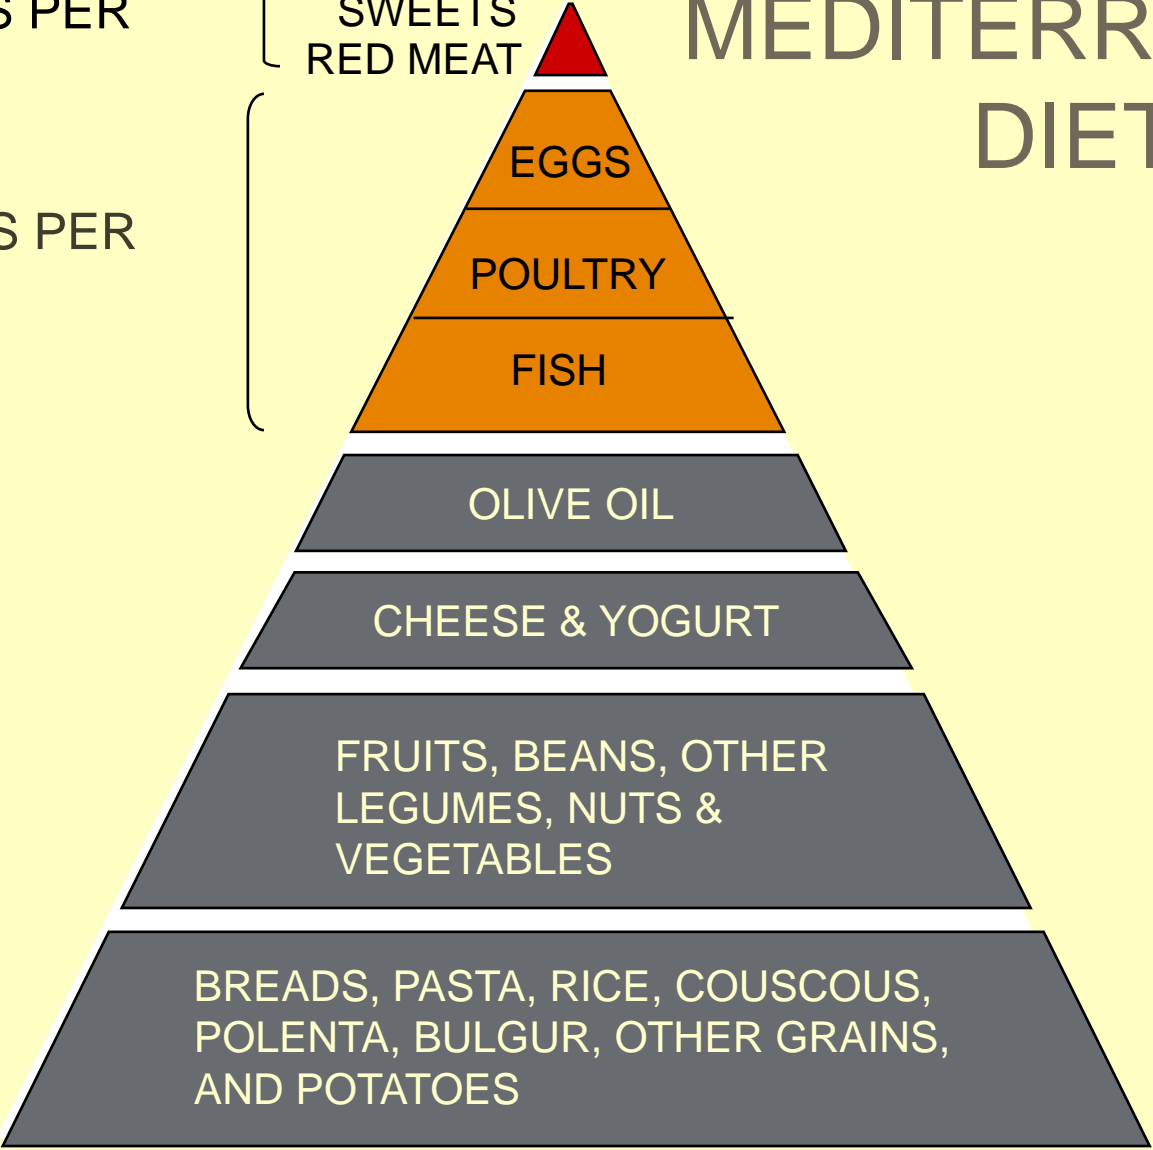 S PER
SWEETS
RED MEAT
MEDITERR
DIET
EGGS
S PER
POULTRY
FISH
OLIVE OIL
CHEESE & YOGURT
FRUITS, BEANS, OTHER
LEGUMES, NUTS &
VEGETABLES
BREADS, PASTA, RICE, COUSCOUS,
POLENTA, BULGUR, OTHER GRAINS,
AND POTATOES